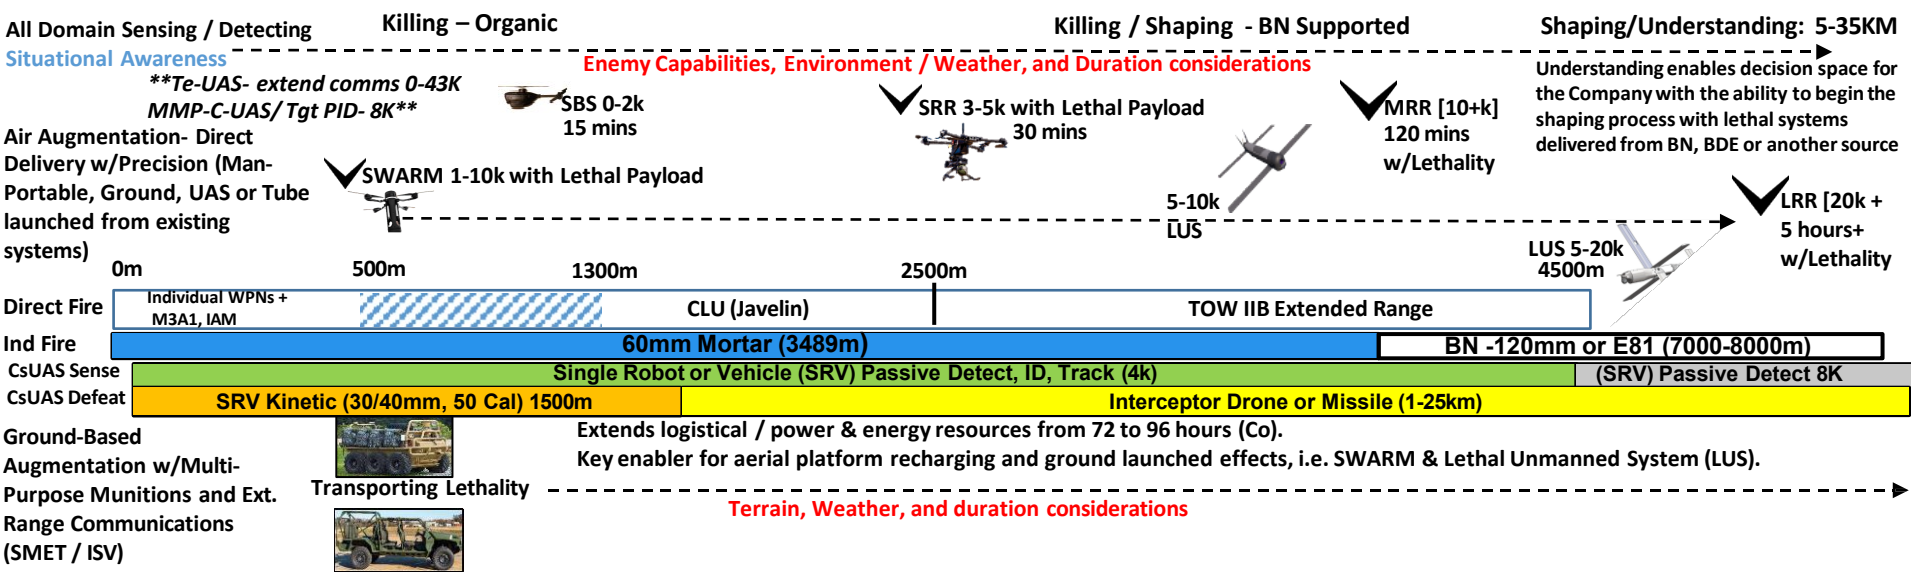 All Domain Sensing / Detecting
Killing – Organic
Killing / Shaping - BN Supported
Shaping/Understanding: 5-35KM
Situational Awareness
Enemy Capabilities, Environment / Weather, and Duration considerations
**Te-UAS- extend comms 0-43K
MMP-C-UAS/ Tgt PID- 8K**
SBS 0-2k
15 mins
SRR 3-5k with Lethal Payload
30 mins
MRR [10+k]
120 mins
w/Lethality
Understanding enables decision space for
the Company with the ability to begin the
shaping process with lethal systems
delivered from BN, BDE or another source
Air Augmentation- Direct
Delivery w/Precision (Man-
Portable, Ground, UAS or Tube
launched from existing
systems)
SWARM 1-10k with Lethal Payload
5-10k
LUS
LRR [20k +
5 hours+
w/Lethality
LUS 5-20k
0m
500m
1300m
2500m
4500m
Direct Fire
Individual WPNs +
M3A1, IAM
CLU (Javelin)
TOW IIB Extended Range
Ind Fire
60mm Mortar (3489m)
BN -120mm or E81 (7000-8000m)
CsUAS Sense
Single Robot or Vehicle (SRV) Passive Detect, ID, Track (4k)
(SRV) Passive Detect 8K
CsUAS Defeat
SRV Kinetic (30/40mm, 50 Cal) 1500m
Interceptor Drone or Missile (1-25km)
Ground-Based
Augmentation w/Multi-
Purpose Munitions and Ext.
Range Communications
(SMET / ISV)
Extends logistical / power & energy resources from 72 to 96 hours (Co).
Key enabler for aerial platform recharging and ground launched effects, i.e. SWARM & Lethal Unmanned System (LUS).
Transporting Lethality
Terrain, Weather, and duration considerations